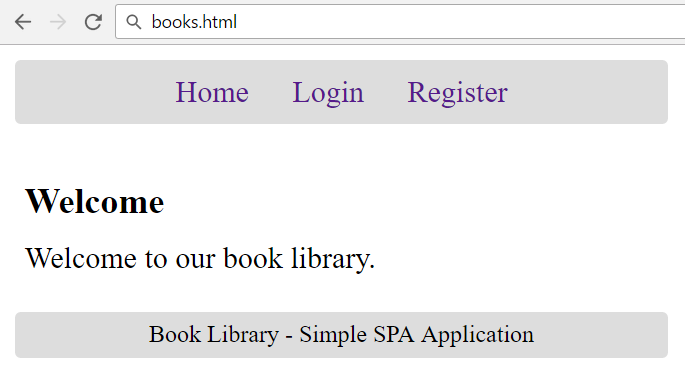 books.html
Home Login Register
Welcome
Welcome to our book library.
Book Library - Simple SPA Application